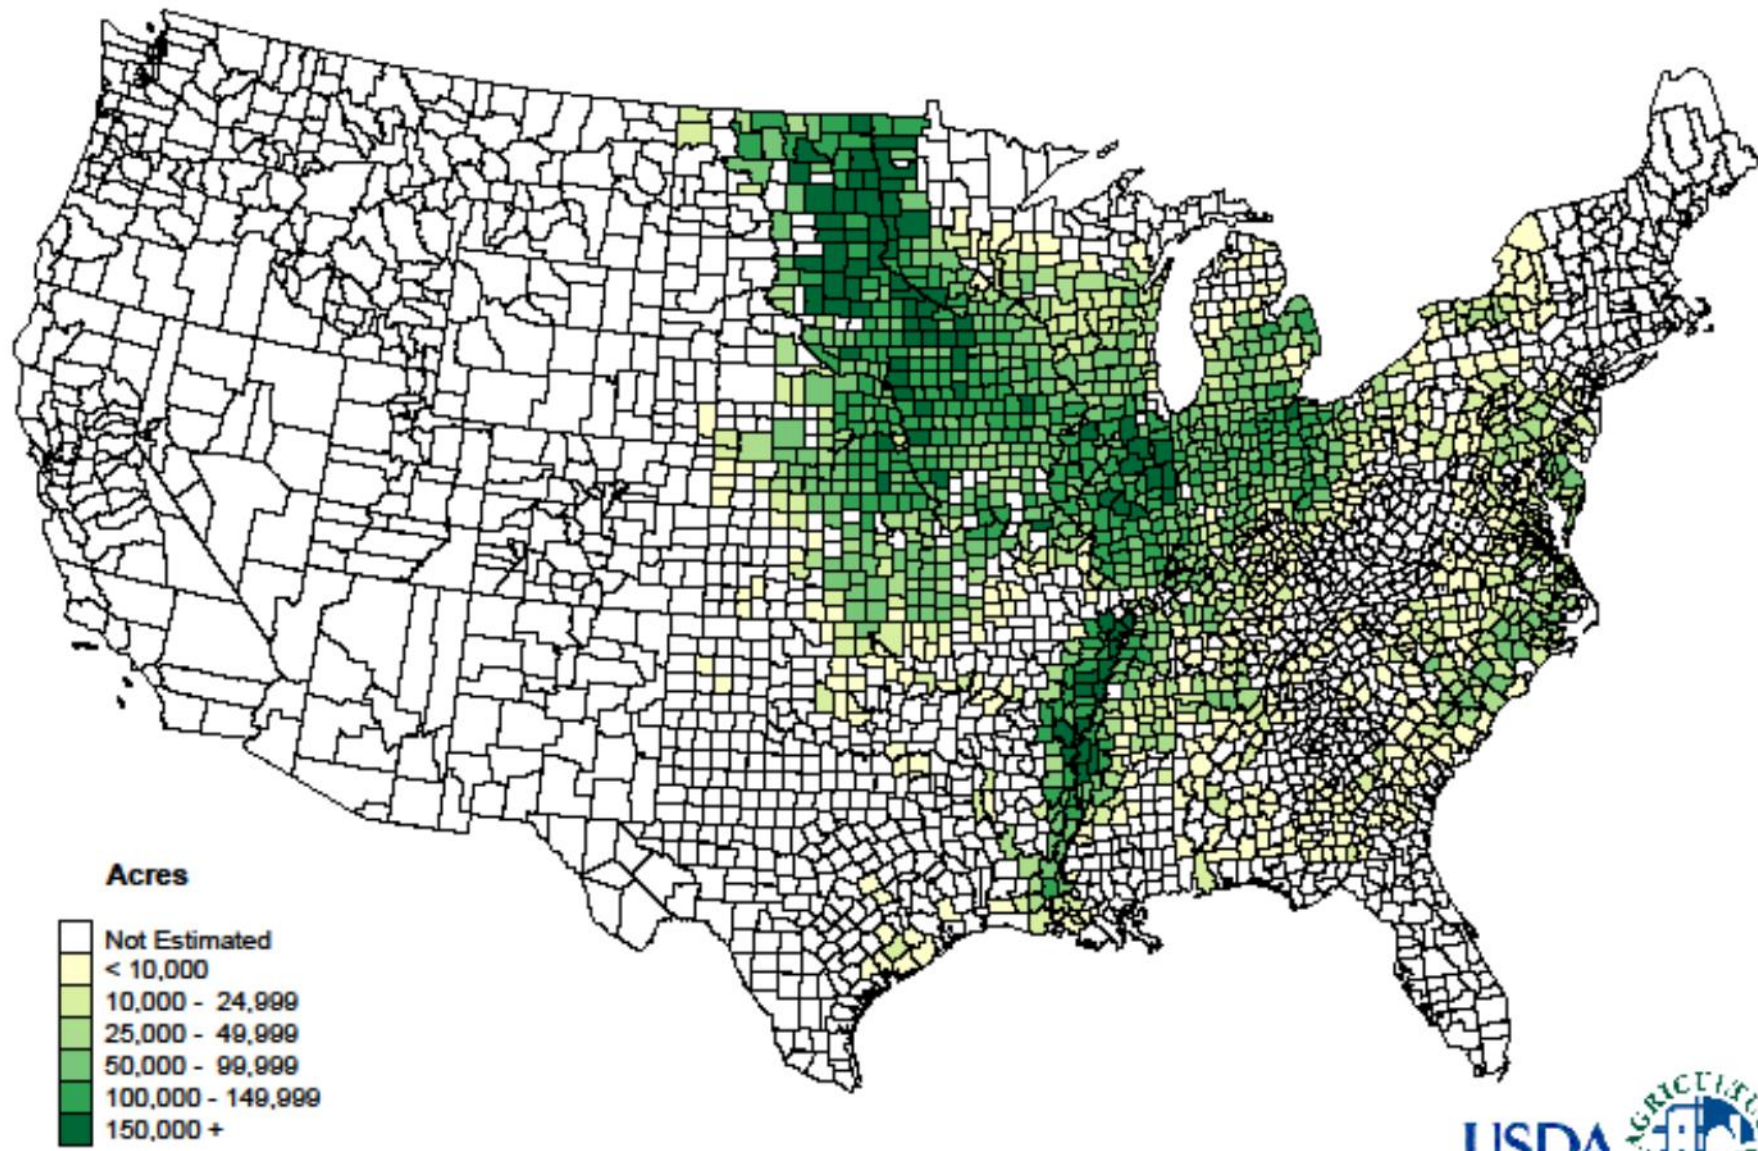 Acres
Not Estimated
< 10,000
10,000 - 24,999
25,000 - 49,999
50,000 - 99,999
100,000 - 149,999
150,000 +
USDA